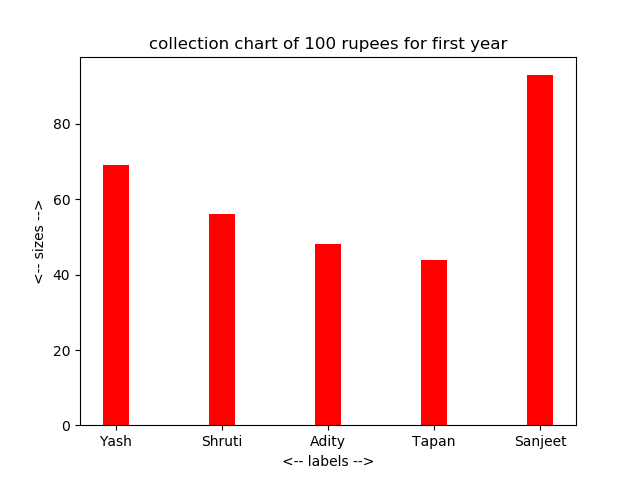 collection chart of 100 rupees for first year
80
60
40
20
0
<-- sizes -->
Yash Shruti Adity Tapan Sanjeet
<-- labels -->